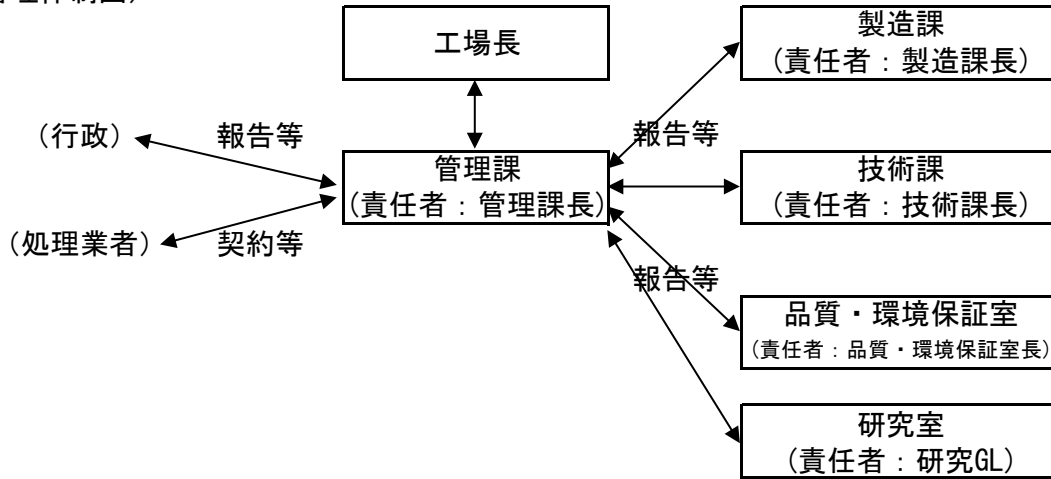 工場長
製造課
(責任者：製造課長)
(行政)
報告等
報告等
管理課
(責任者：管理課長)
技術課
(責任者：技術課長)
(処理業者)
契約等
報告等
品質・環境保証室
(責任者：品質・環境保証室長)
研究室
(責任者：研究GL)